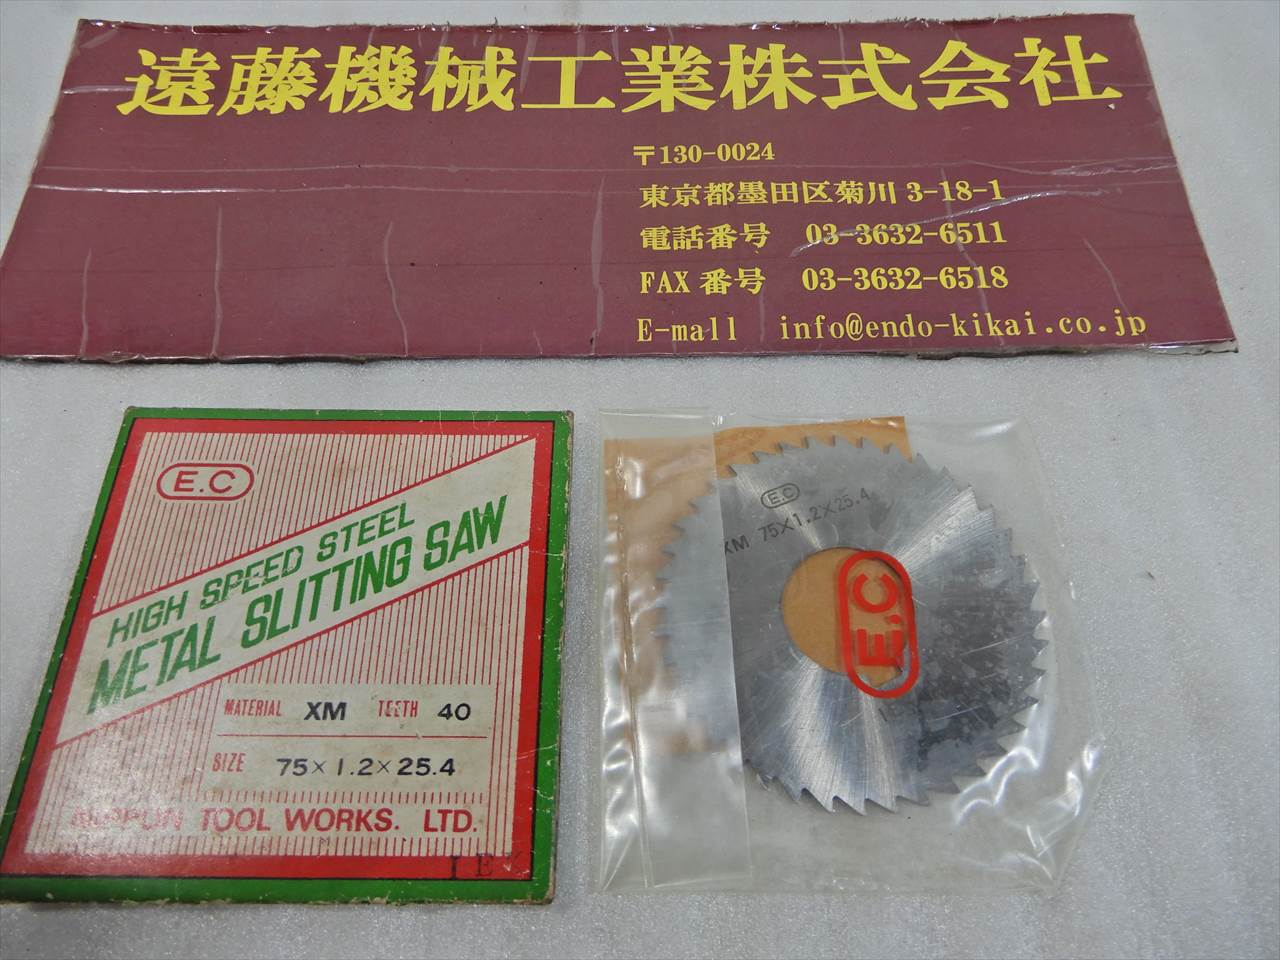 遠藤機械工業株式会社
〒130-0024
東京都墨田区菊川 3-18-1
電話番号 03-3632-6511
FAX 番号 03-3632-6518
E-mall info@endo-kikai.co.jp
E.C
HIGH SPEED STEEL
METAL SLITTING SAW
MATERIAL XM TEETH 40
SIZE 75×1.2×25.4
NIPPON TOOL WORKS. LTD.
E.C
XM 75×1.2×25.4
E.C